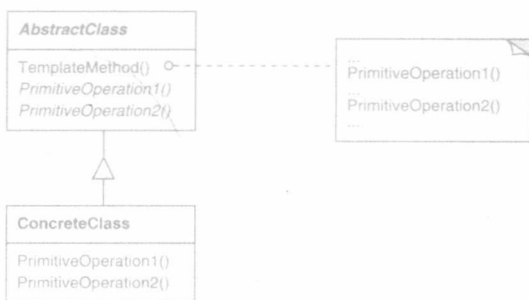 AbstractClass
TemplateMethod()
PrimitiveOperation1()
PrimitiveOperation2()
...
PrimitiveOperation1()
...
PrimitiveOperation2()
...
ConcreteClass
PrimitiveOperation1()
PrimitiveOperation2()